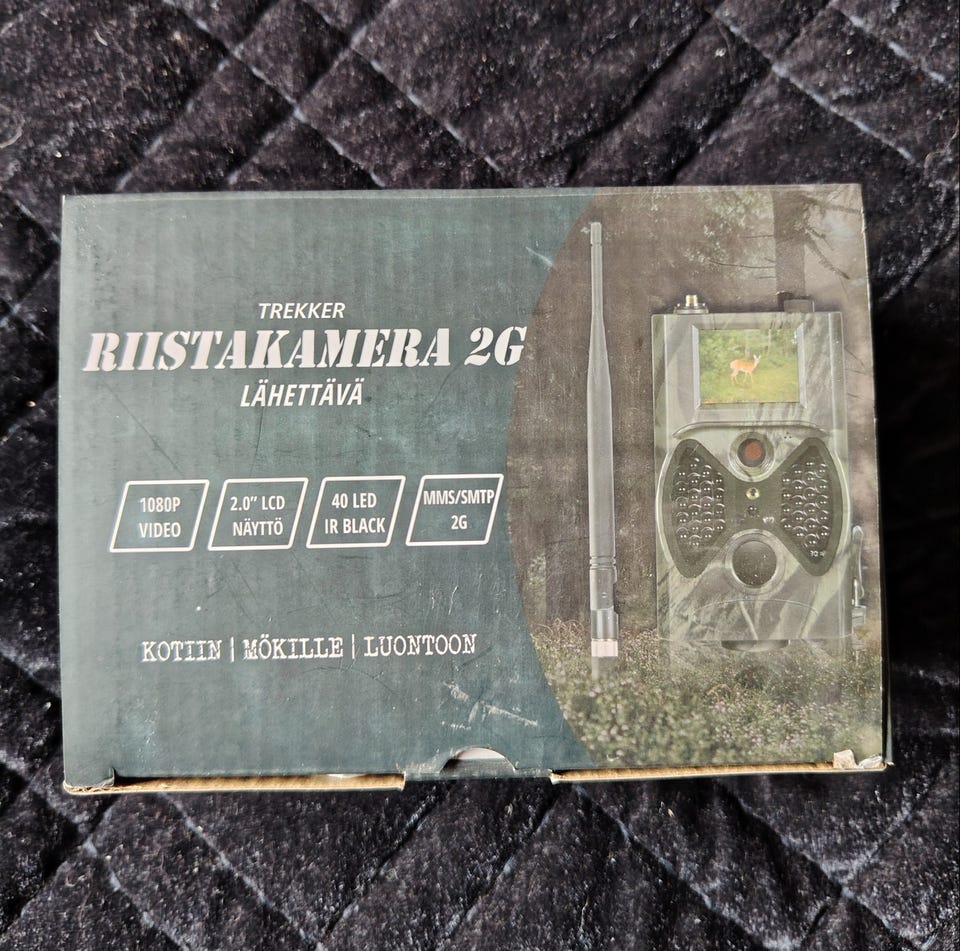 TREKKER
RIISTAKAMERA 2G
LÄHETTÄVÄ
1080P
VIDEO
2.0” LCD
NÄYTTÖ
40 LED
IR BLACK
MMS/SMTP
2G
KOTIIN | MÖKILLE | LUONTOON